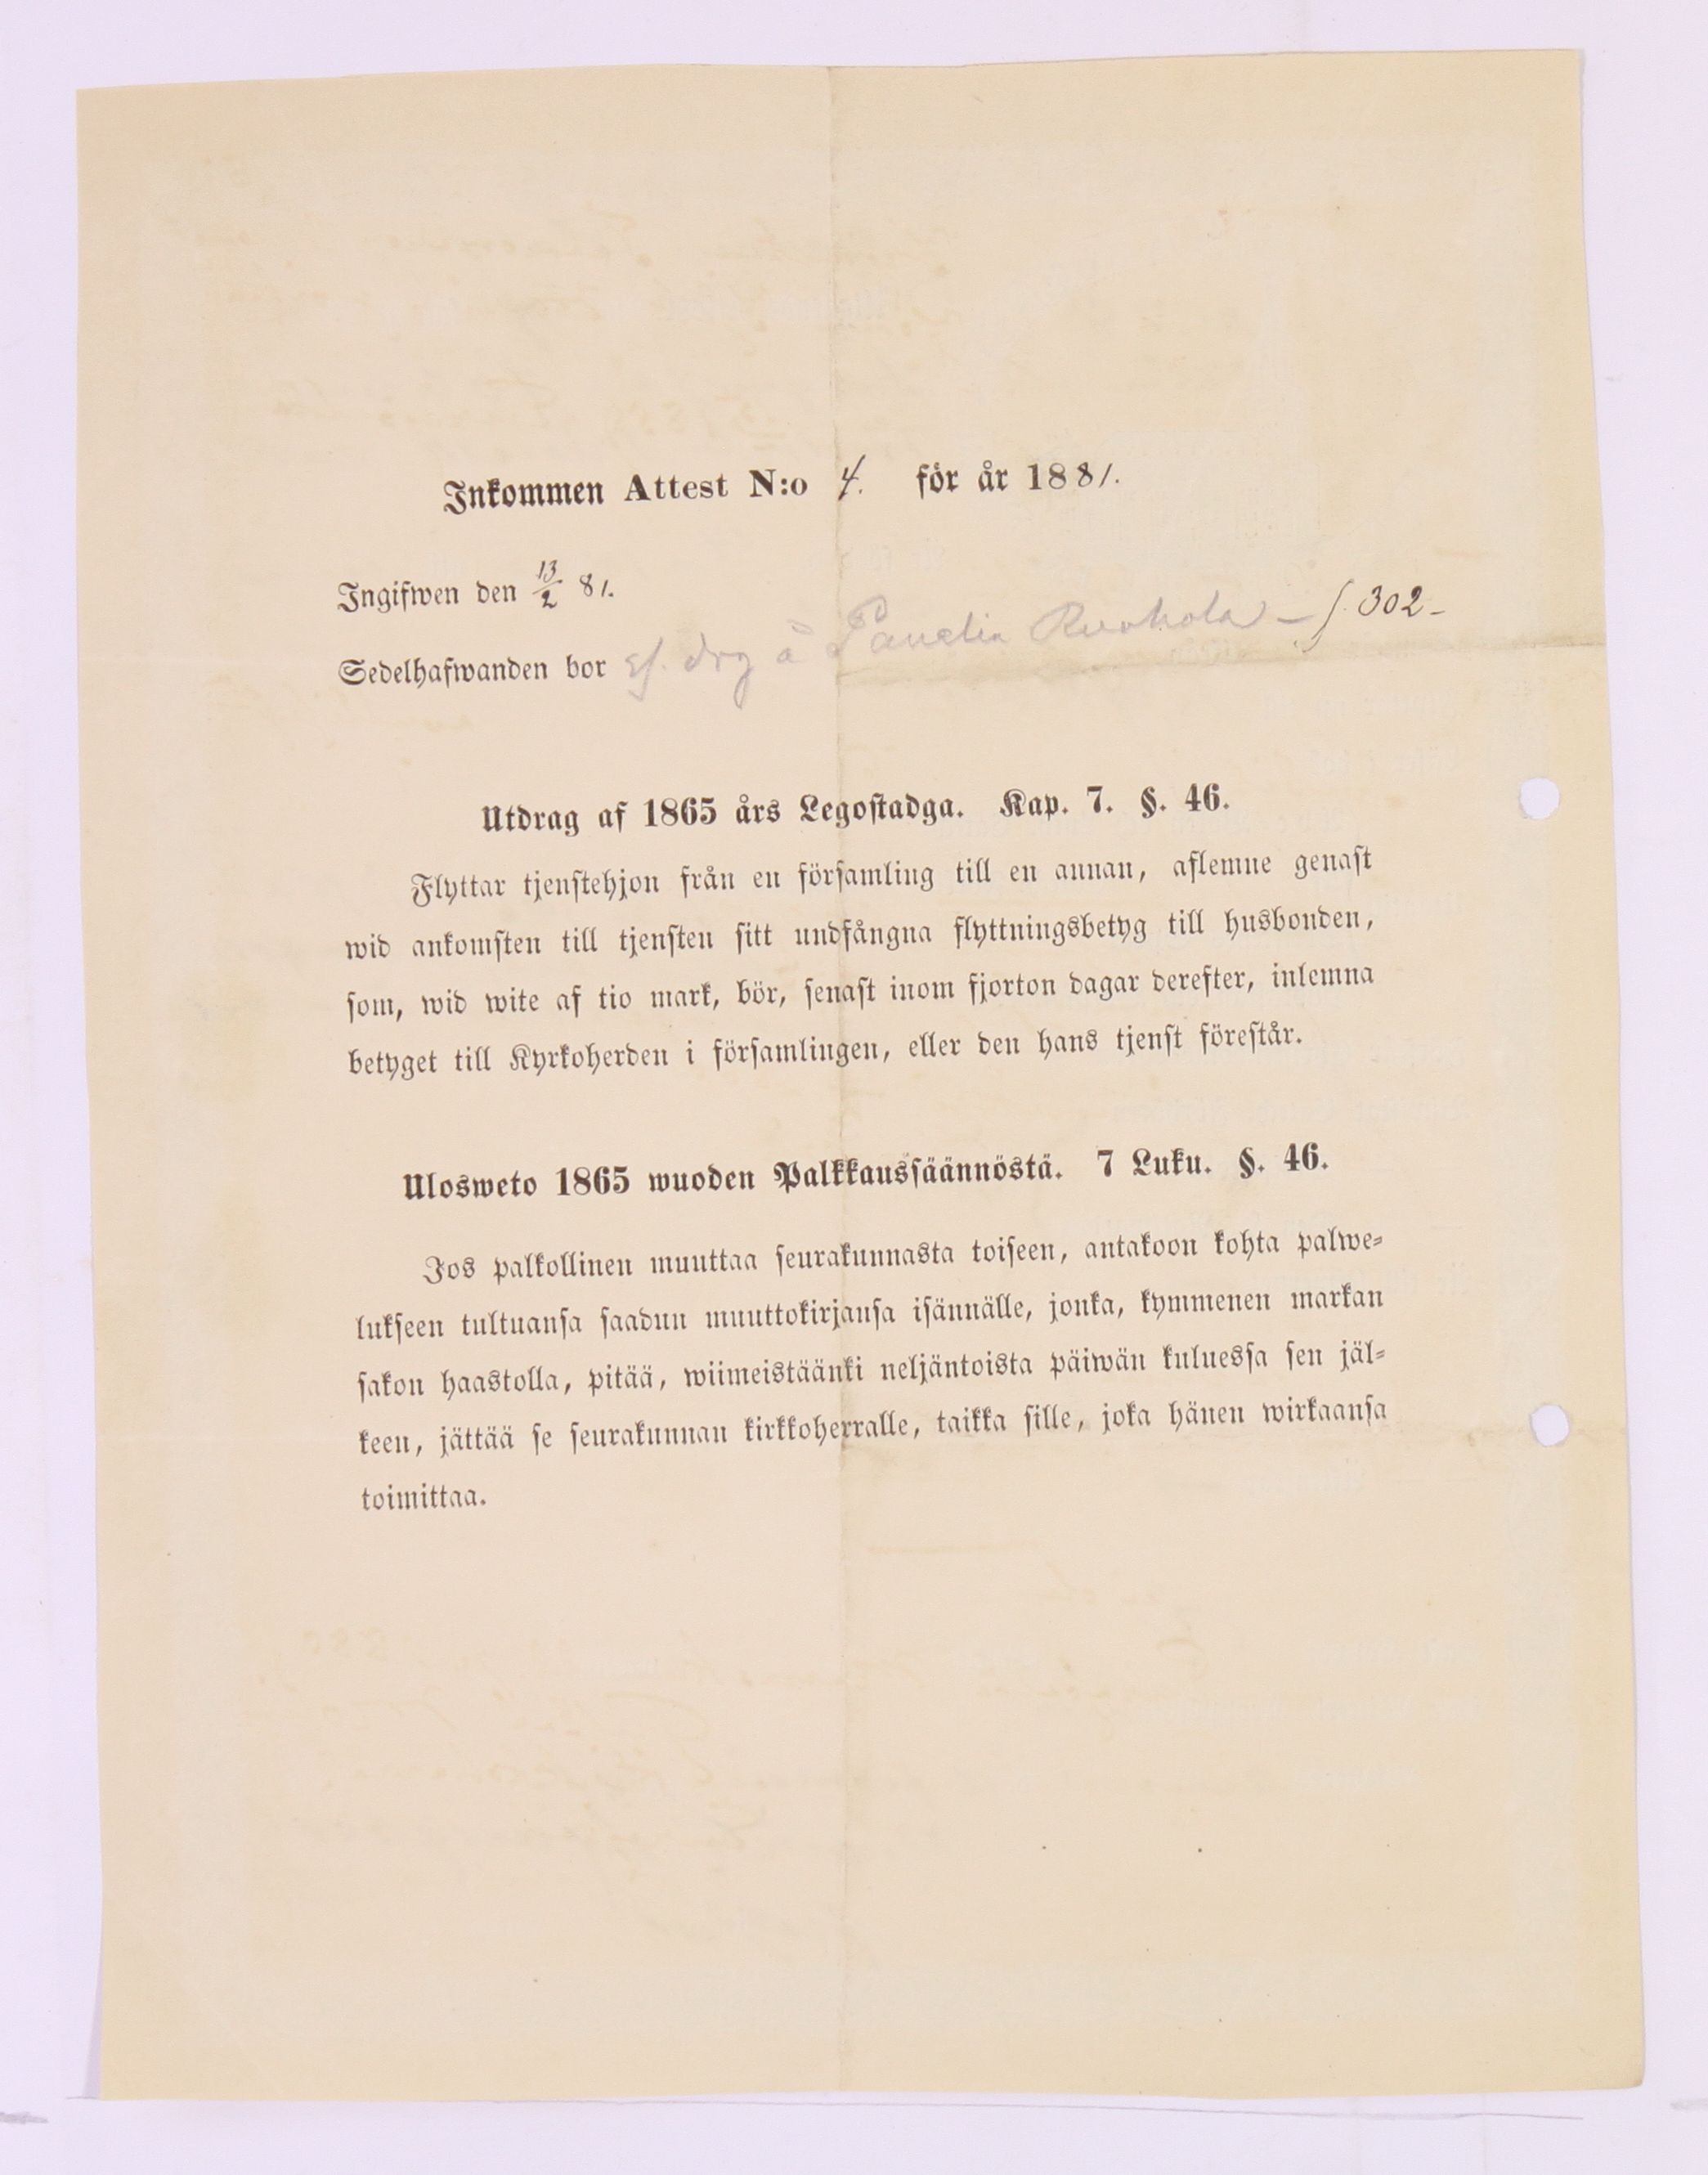 Inkommen Attest N:o 4. för år 1881.
Ingifwen den 13/2 81.
Sedelhafwanden bor ss. drg å Panelia Ruohola – f. 302 –
Utdrag af 1865 års Legostadga. Kap. 7. §. 46.
Flyttar tjenstehjon från en församling till en annan, aflemne genast
wid ankomsten till tjensten sitt undfångna flyttningsbetyg till husbonden,
som, wid wite af tio mark, bör, senast inom fjorton dagar derefter, inlemna
betyget till Kyrkoherden i församlingen, eller den hans tjenst förestår.
Ulosweto 1865 wuoden Palkkaussäännöstä. 7 Luku. §. 46.
Jos palkollinen muuttaa seurakunnasta toiseen, antakoon kohta palwe-
lukseen tultuansa saadun muuttokirjansa isännälle, jonka, kymmenen markan
sakon haastolla, pitää, wiimeistäänki neljäntoista päiwän kuluessa sen jäl-
keen, jättää se seurakunnan kirkkoherralle, taikka sille, joka hänen wirkaansa
toimittaa.